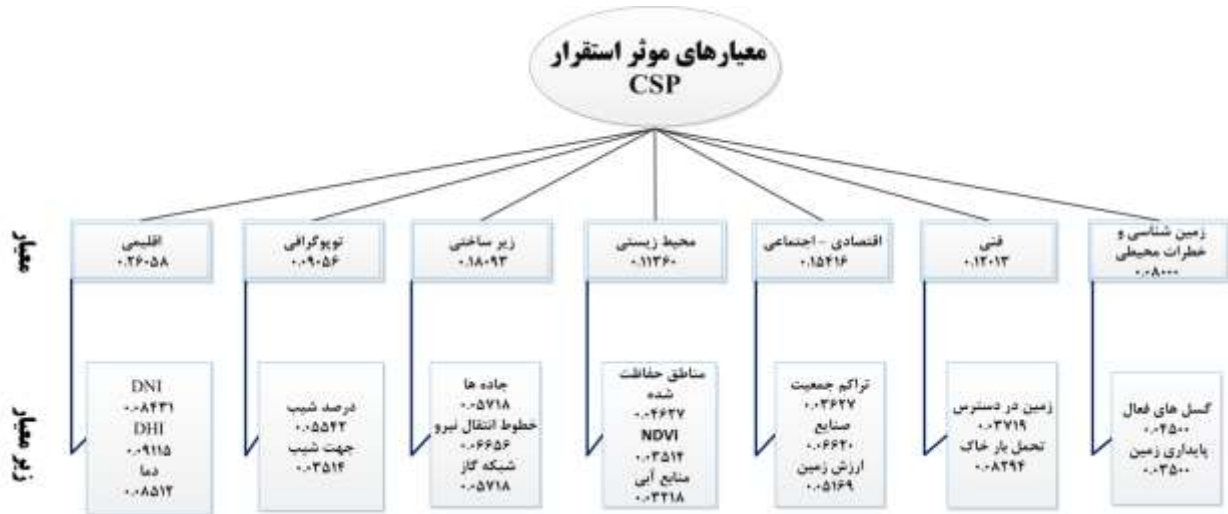 معیارهای موثر استقرار
CSP
معیار
زمین شناسی و
خطرات محیطی
۰.۰۸۰۰۰
فنی
۰.۱۲۰۱۳
اقتصادی - اجتماعی
۰.۱۵۴۱۶
محیط زیستی
۰.۱۱۳۶۰
زیر ساختی
۰.۱۸۰۹۳
توپوگرافی
۰.۰۹۰۵۶
اقلیمی
۰.۲۶۰۵۸
زیر معیار
گسل های فعال
۰.۰۴۵۰۰
پایداری زمین
۰.۰۳۵۰۰
زمین در دسترس
۰.۰۳۷۱۹
تحمل بار خاک
۰.۰۸۲۹۴
تراکم جمعیت
۰.۰۳۶۲۷
صنایع
۰.۰۶۶۲۰
ارزش زمین
۰.۰۵۱۶۹
مناطق حفاظت
شده
۰.۰۴۶۲۷
NDVI
۰.۰۳۵۱۴
منابع آبی
۰.۰۳۲۱۸
جاده ها
۰.۰۵۷۱۸
خطوط انتقال نیرو
۰.۰۶۶۵۶
شبکه گاز
۰.۰۵۷۱۸
درصد شیب
۰.۰۵۵۴۲
جهت شیب
۰.۰۳۵۱۴
DNI
۰.۰۸۴۳۱
DHI
۰.۰۹۱۱۵
دما
۰.۰۸۵۱۲